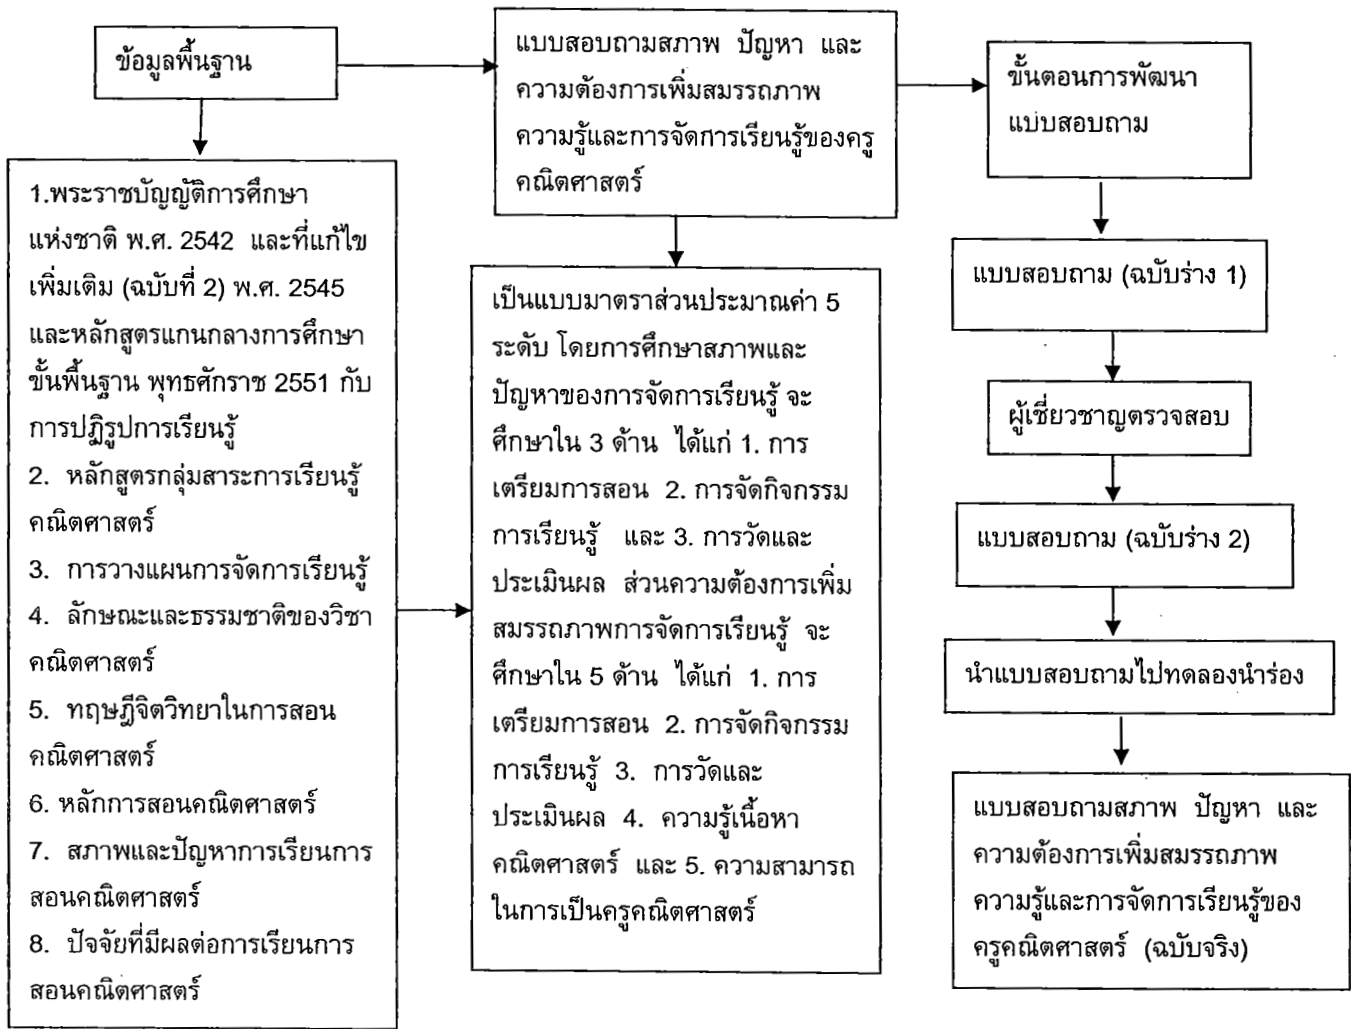 ข้อมูลพื้นฐาน
1.พระราชบัญญัติการศึกษา
แห่งชาติ พ.ศ. 2542 และที่แก้ไข
เพิ่มเติม (ฉบับที่ 2) พ.ศ. 2545
และหลักสูตรแกนกลางการศึกษา
ขั้นพื้นฐาน พุทธศักราช 2551 กับ
การปฏิรูปการเรียนรู้
2. หลักสูตรกลุ่มสาระการเรียนรู้
คณิตศาสตร์
3. การวางแผนการจัดการเรียนรู้
4. ลักษณะและธรรมชาติของวิชา
คณิตศาสตร์
5. ทฤษฎีจิตวิทยาในการสอน
คณิตศาสตร์
6. หลักการสอนคณิตศาสตร์
7. สภาพและปัญหาการเรียนการ
สอนคณิตศาสตร์
8. ปัจจัยที่มีผลต่อการเรียนการ
สอนคณิตศาสตร์
แบบสอบถามสภาพ ปัญหา และ
ความต้องการเพิ่มสมรรถภาพ
ความรู้และการจัดการเรียนรู้ของครู
คณิตศาสตร์
เป็นแบบมาตราส่วนประมาณค่า 5
ระดับ โดยการศึกษาสภาพและ
ปัญหาของการจัดการเรียนรู้ จะ
ศึกษาใน 3 ด้าน ได้แก่ 1. การ
เตรียมการสอน 2. การจัดกิจกรรม
การเรียนรู้ และ 3. การวัดและ
ประเมินผล ส่วนความต้องการเพิ่ม
สมรรถภาพการจัดการเรียนรู้ จะ
ศึกษาใน 5 ด้าน ได้แก่ 1. การ
เตรียมการสอน 2. การจัดกิจกรรม
การเรียนรู้ 3. การวัดและ
ประเมินผล 4. ความรู้เนื้อหา
คณิตศาสตร์ และ 5. ความสามารถ
ในการเป็นครูคณิตศาสตร์
ขั้นตอนการพัฒนา
แบบสอบถาม
แบบสอบถาม (ฉบับร่าง 1)
ผู้เชี่ยวชาญตรวจสอบ
แบบสอบถาม (ฉบับร่าง 2)
นำแบบสอบถามไปทดลองนำร่อง
แบบสอบถามสภาพ ปัญหา และ
ความต้องการเพิ่มสมรรถภาพ
ความรู้และการจัดการเรียนรู้ของ
ครูคณิตศาสตร์ (ฉบับจริง)